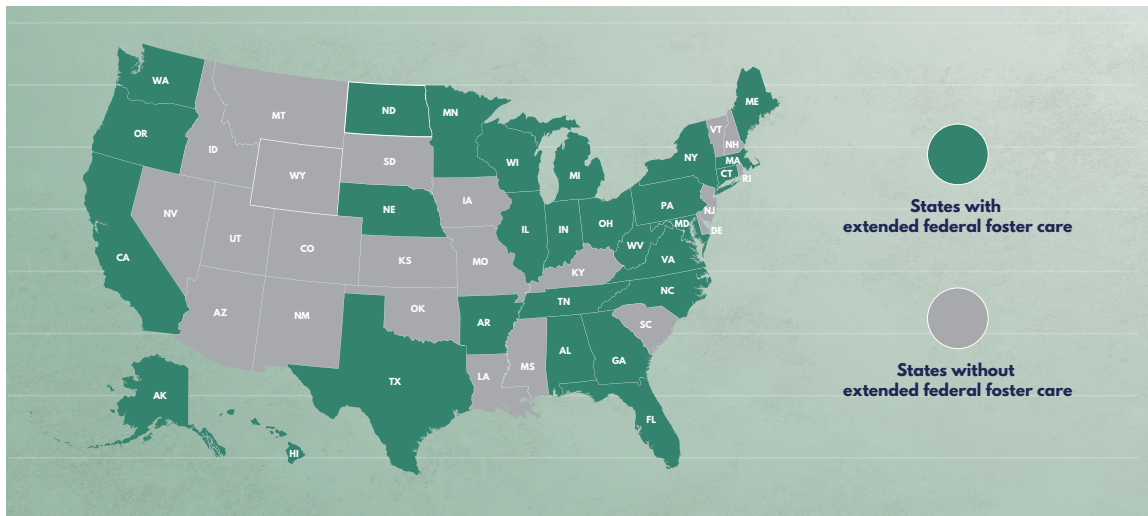 WA
OR
CA
ID
NV
MT
WY
UT
AZ
CO
NM
ND
SD
NE
KS
OK
TX
MN
IA
MO
AR
LA
WI
IL
MI
IN
OH
KY
TN
MS
AL
GA
FL
SC
NC
VA
WV
PA
NY
MD
DE
NJ
CT
RI
MA
VT
NH
ME
AK
HI
States with
extended federal foster care
States without
extended federal foster care